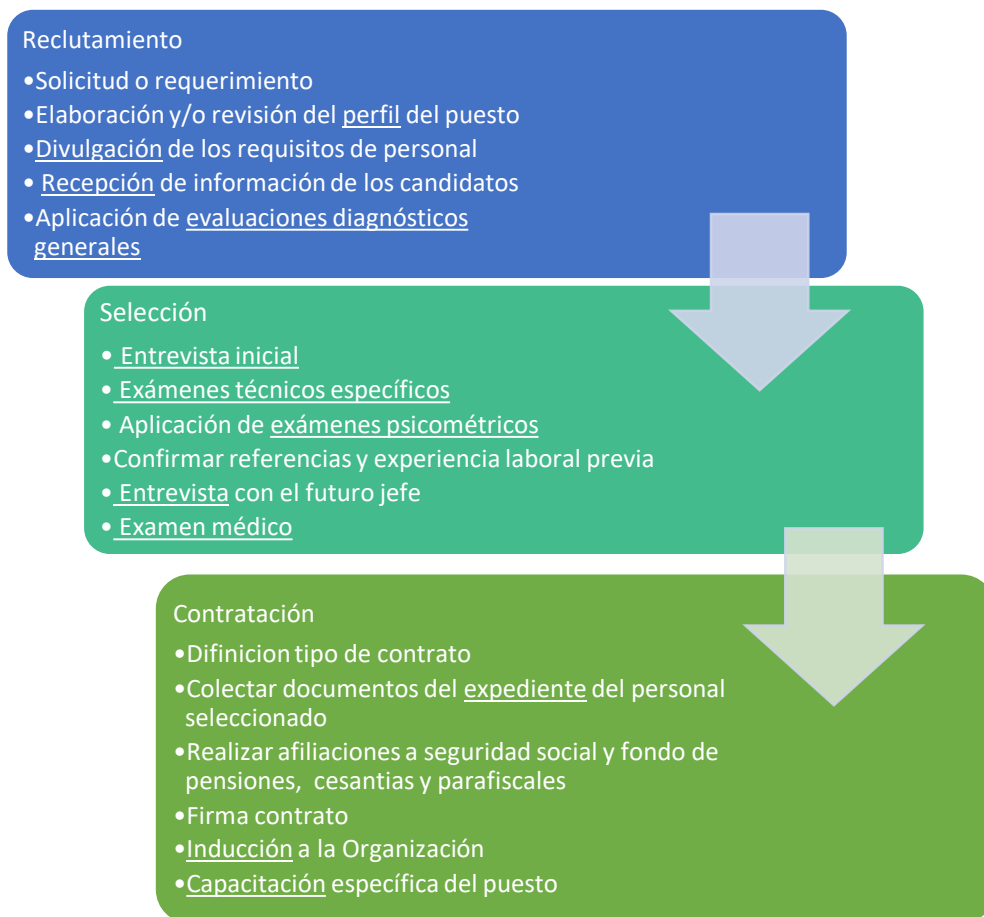 Reclutamiento
•Solicitud o requerimiento
•Elaboración y/o revisión del perfil del puesto
•Divulgación de los requisitos de personal
• Recepción de información de los candidatos
•Aplicación de evaluaciones diagnósticos
generales
Selección
• Entrevista inicial
• Exámenes técnicos específicos
• Aplicación de exámenes psicométricos
•Confirmar referencias y experiencia laboral previa
• Entrevista con el futuro jefe
• Examen médico
Contratación
•Difinicion tipo de contrato
•Colectar documentos del expediente del personal
seleccionado
•Realizar afiliaciones a seguridad social y fondo de
pensiones, cesantias y parafiscales
•Firma contrato
•Inducción a la Organización
•Capacitación específica del puesto